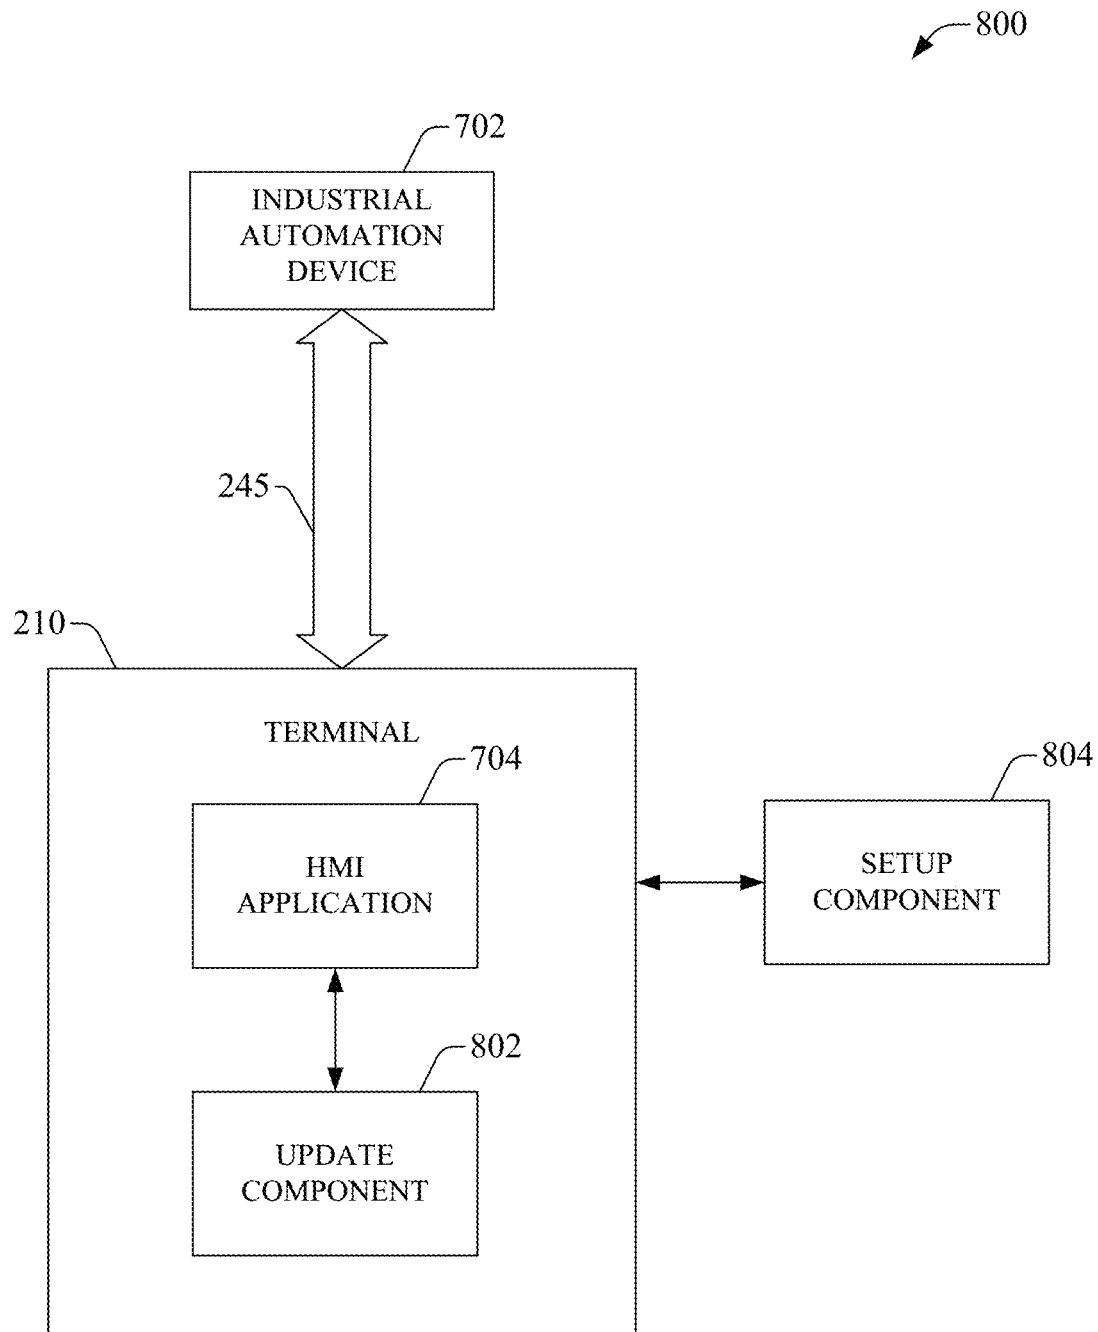 800
702
INDUSTRIAL
AUTOMATION
DEVICE
245
210
TERMINAL
704
HMI
APPLICATION
804
SETUP
COMPONENT
802
UPDATE
COMPONENT